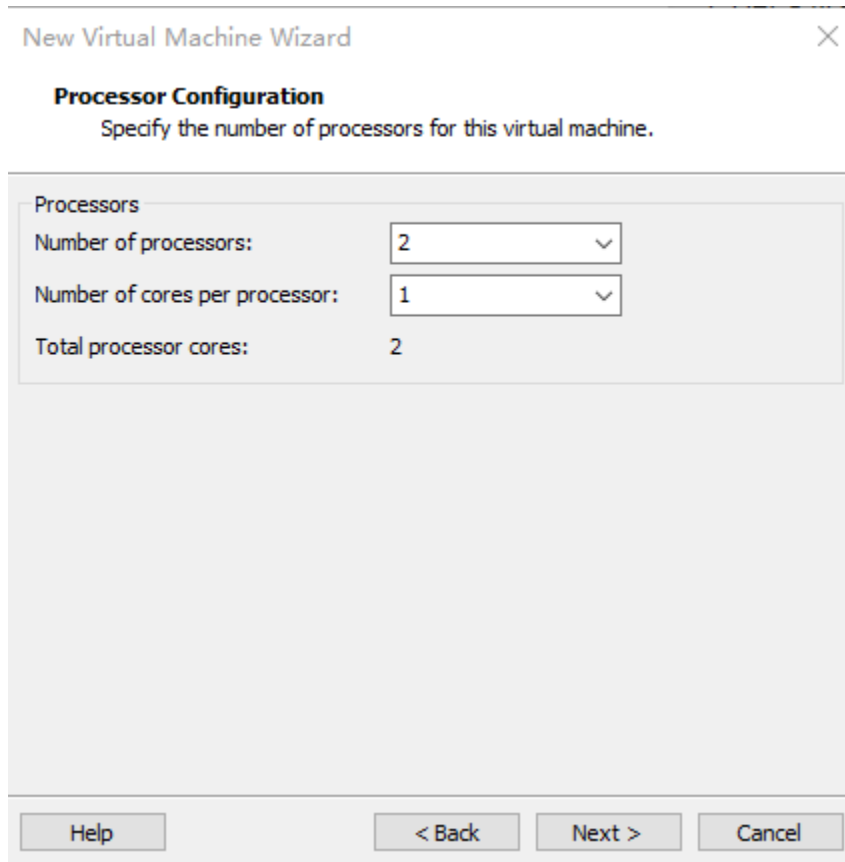 New Virtual Machine Wizard
Processor Configuration
Specify the number of processors for this virtual machine.
Processors
Number of processors: 2
Number of cores per processor: 1
Total processor cores: 2
Help < Back Next > Cancel